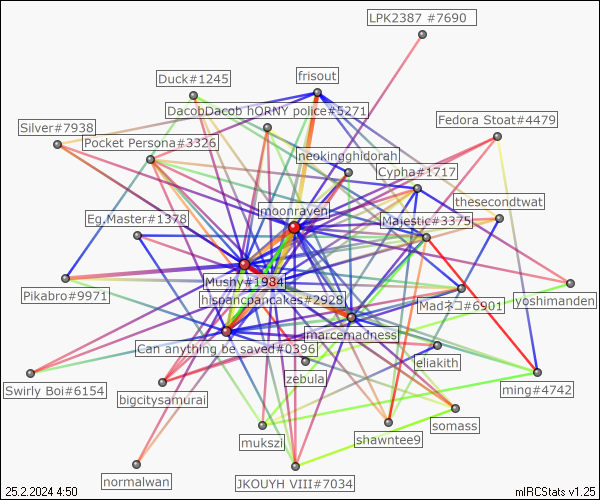 LPK2387 #7690
Duck#1245
frisout
DacobDacob hORNY police#5271
Silver#7938
Fedora Stoat#4479
Pocket Persona#3326
neokingghidorah
Cypha#1717
thesecondtwat
moonraven
Eg.Master#1378
Majestic#3375
Mushy#1984
Pikabro#9971
hispancpancakes#2928
Madネコ#6901
yoshimanden
marcemadness
Can anything be saved#0396
eliakith
zebula
Swirly Boi#6154
ming#4742
bigcitysamurai
somass
mukszi
shawntee9
normalwan
JKOUYH VIII#7034
25.2.2024 4:50
mIRCStats v1.25